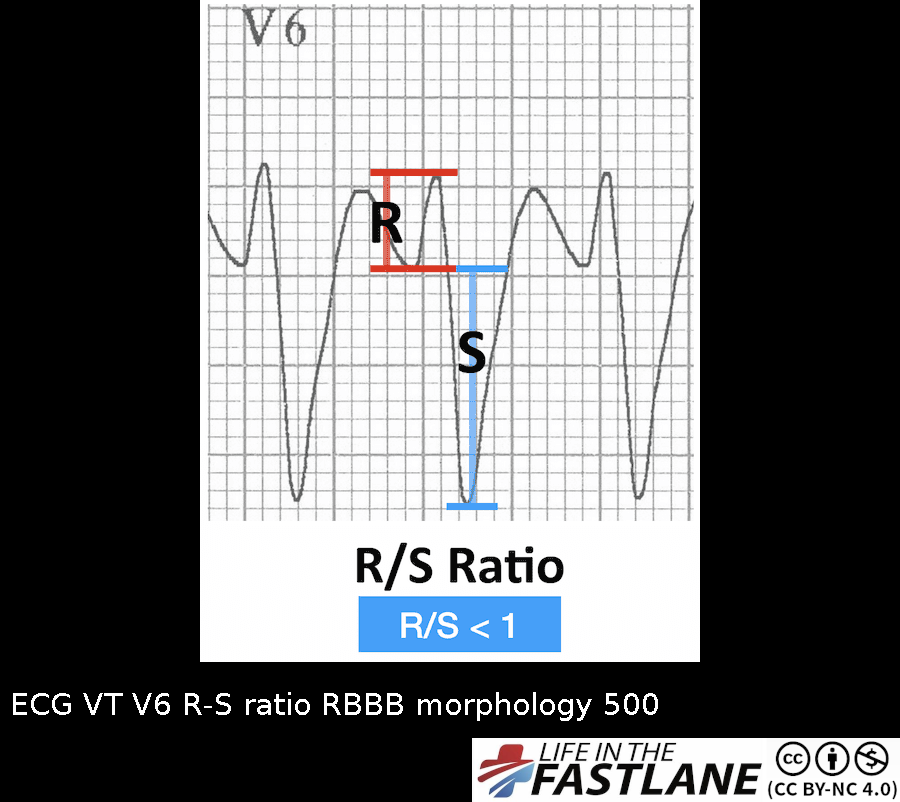 V6
R
S
R/S Ratio
R/S < 1
ECG VT V6 R-S ratio RBBB morphology 500
LIFE IN THE
FASTLANE
cc
$
(CC BY-NC 4.0)